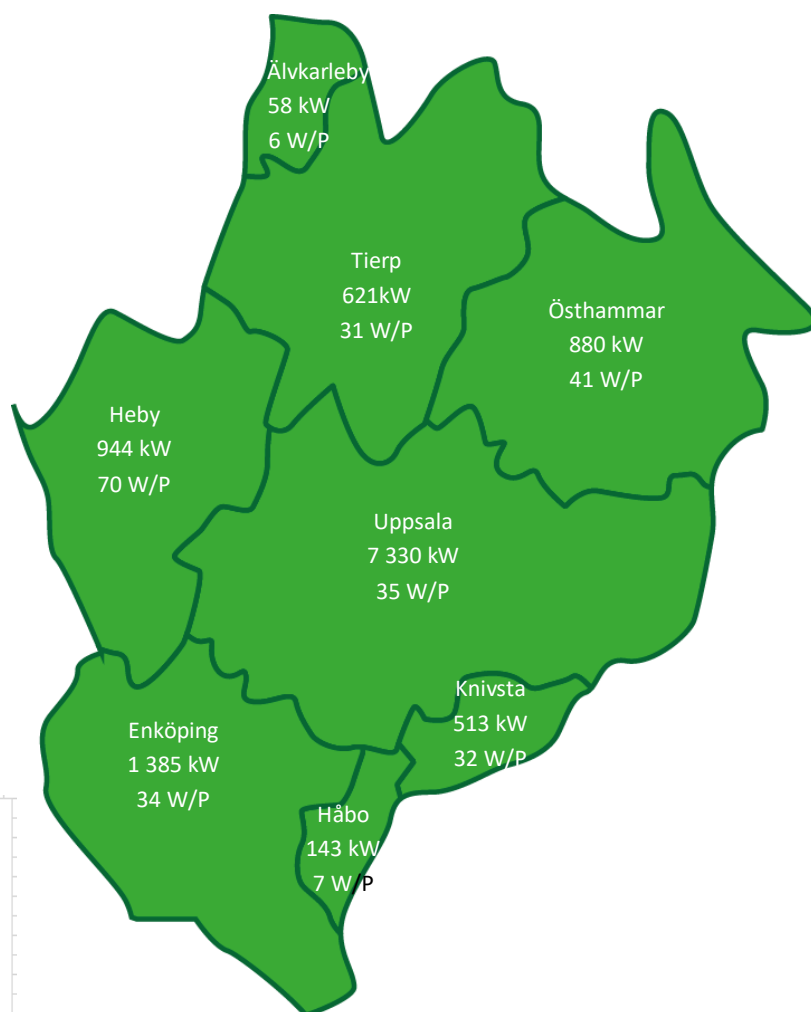 Älvkarleby
58 kW
6 W/P
Tierp
621kW
31 W/P
Östhammar
880 kW
41 W/P
Heby
944 kW
70 W/P
Uppsala
7 330 kW
35 W/P
Knivsta
513 kW
32 W/P
Enköping
1 385 kW
34 W/P
Håbo
143 kW
7 W/P